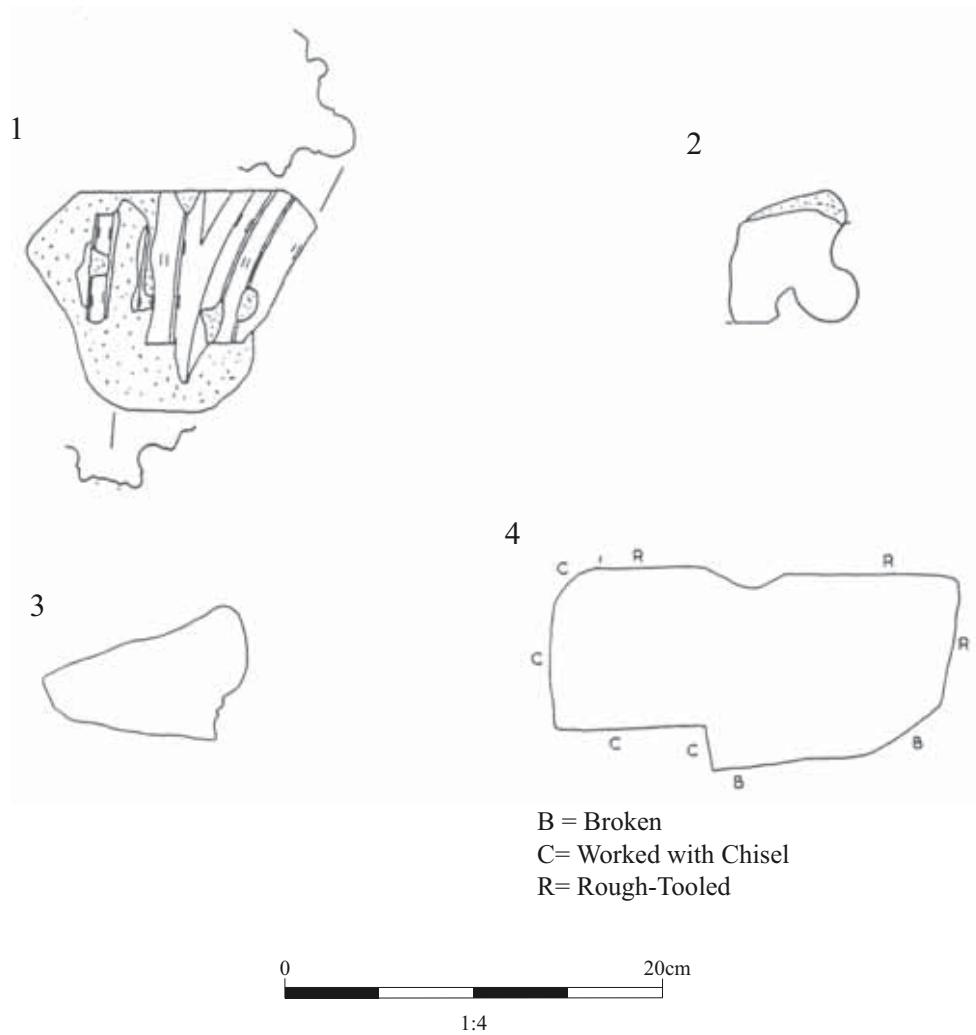 1
2
3
4
C
R
R
C
R
C
C
B
B
B = Broken
C= Worked with Chisel
R= Rough-Tooled
0 20cm
1:4